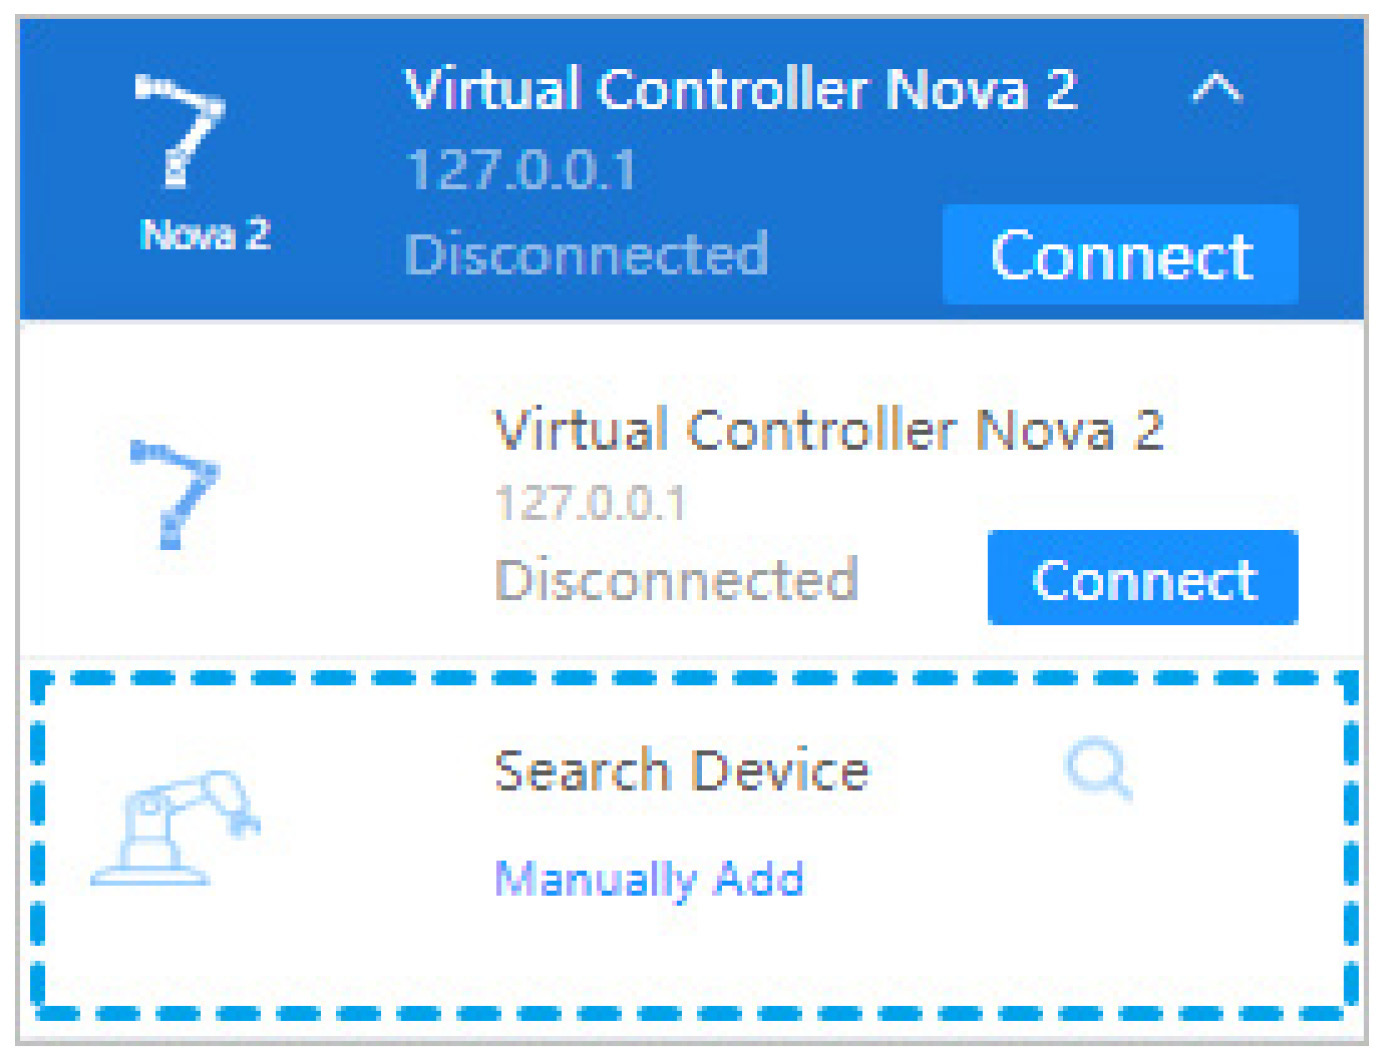 Virtual Controller Nova 2
127.0.0.1
Nova 2
Disconnected
Connect
Virtual Controller Nova 2
127.0.0.1
Disconnected
Connect
Search Device
Manually Add